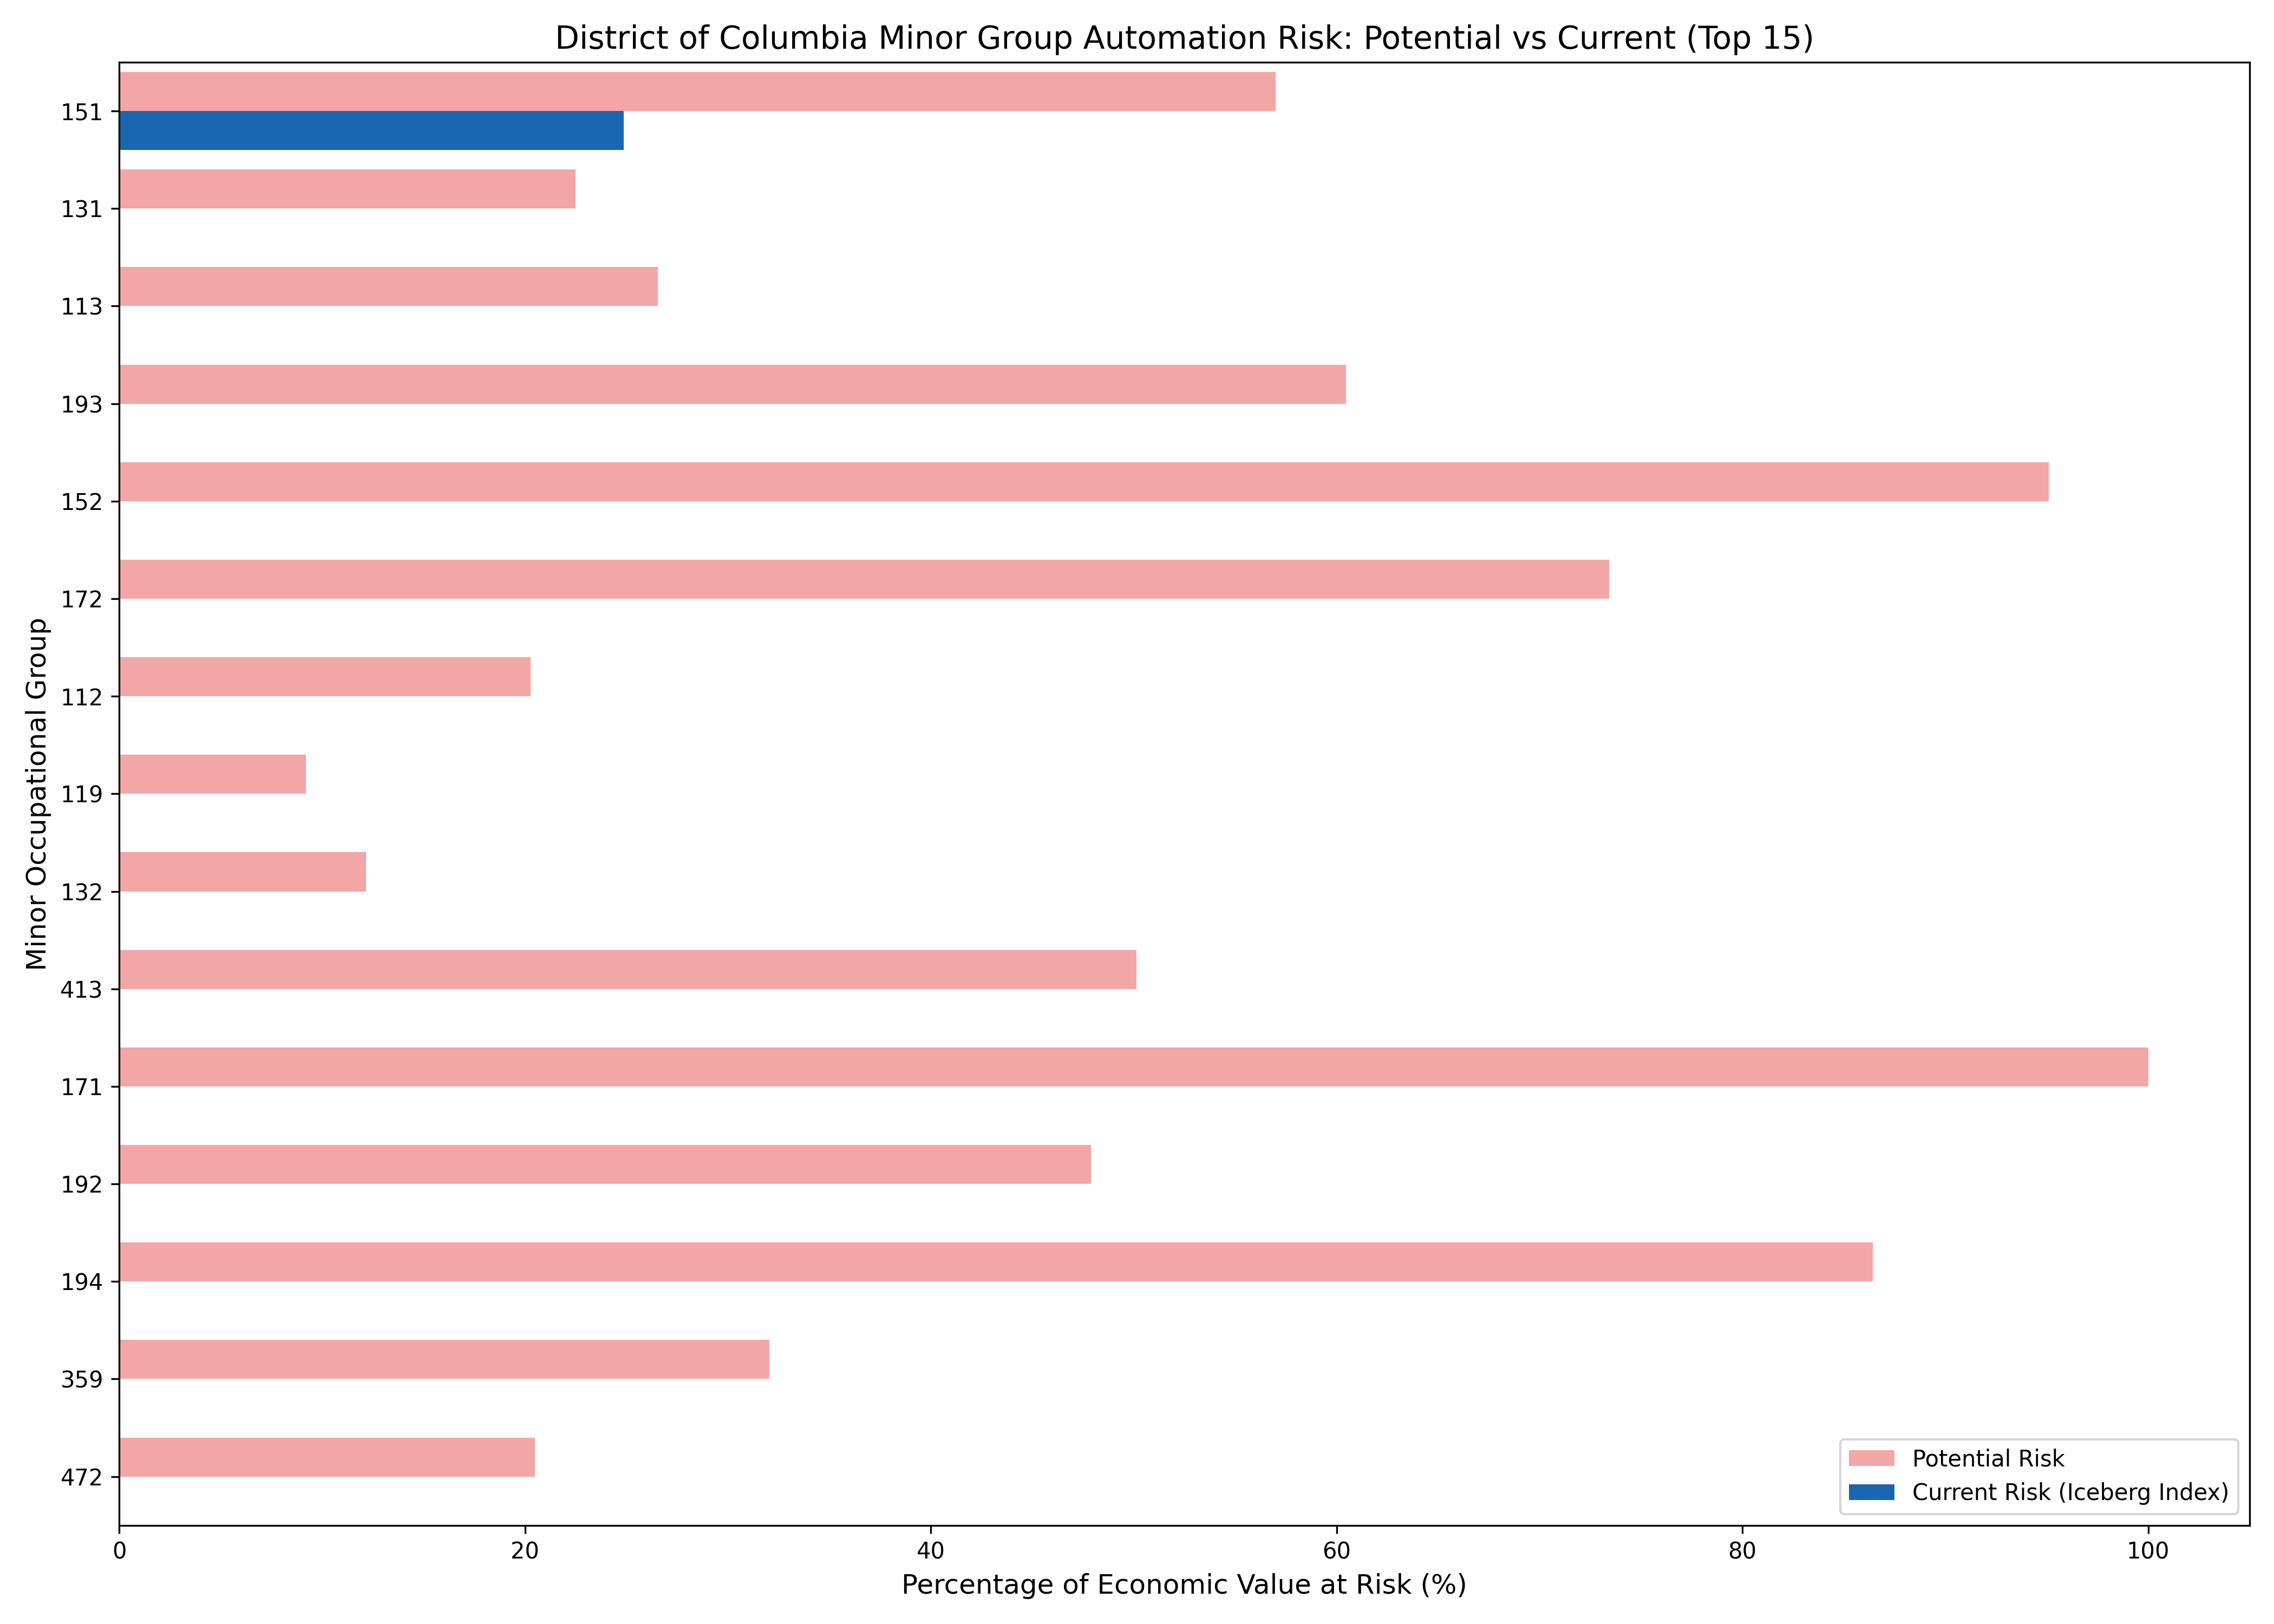 District of Columbia Minor Group Automation Risk: Potential vs Current (Top 15)
Minor Occupational Group
151
131
113
193
152
172
112
119
132
413
171
192
194
359
472
Potential Risk
Current Risk (Iceberg Index)
0 20 40 60 80 100
Percentage of Economic Value at Risk (%)